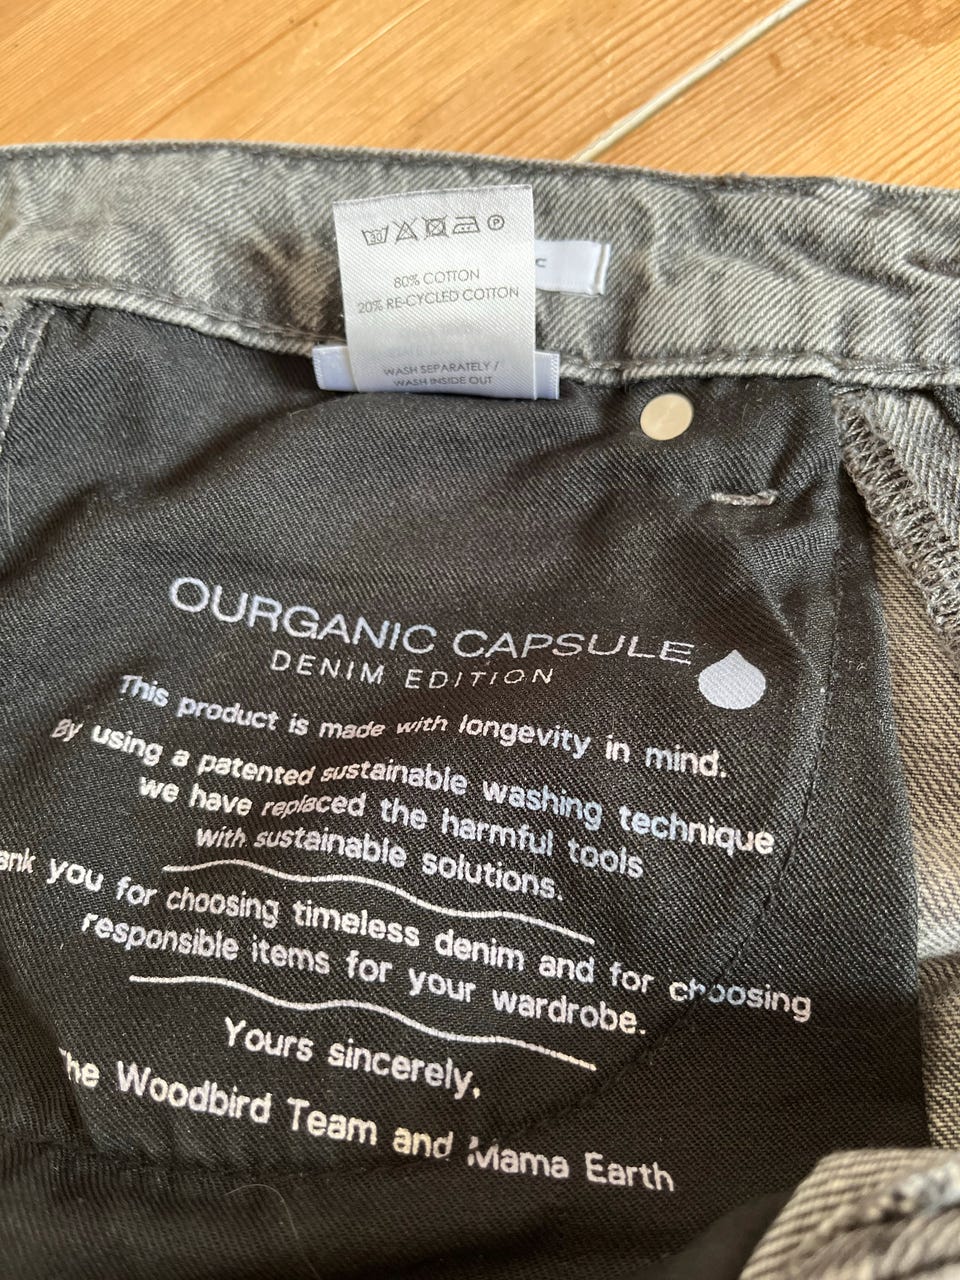 30 P
80% COTTON
20% RE-CYCLED COTTON
WASH SEPARATELY /
WASH INSIDE OUT
OURGANIC CAPSULE
DENIM EDITION
This product is made with longevity in mind.
By using a patented sustainable washing technique
we have replaced the harmful tools
with sustainable solutions.
ank you for choosing timeless denim and for choosing
responsible items for your wardrobe.
Yours sincerely,
he Woodbird Team and Mama Earth